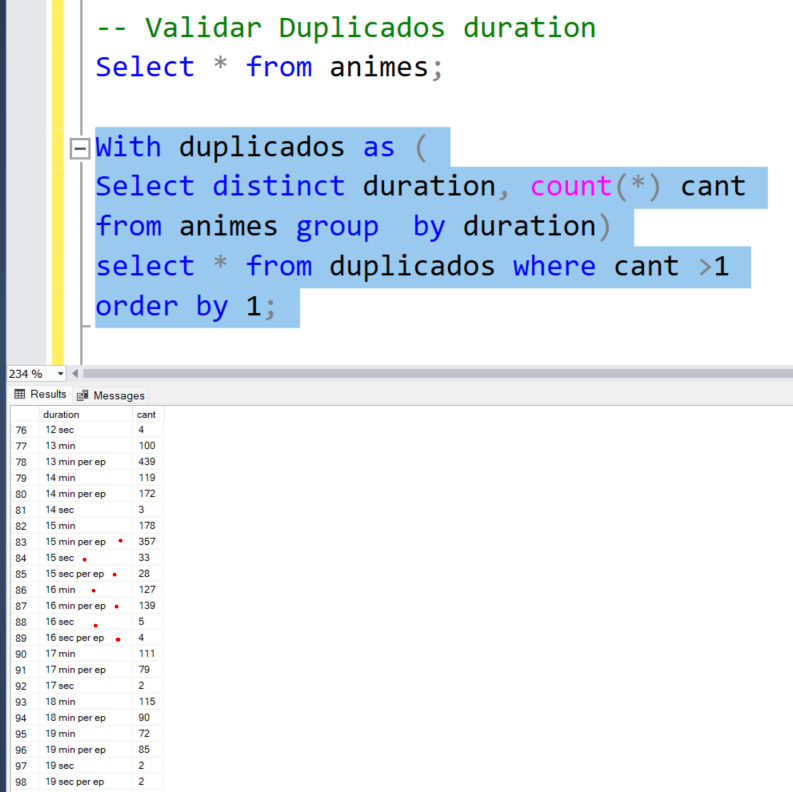 -- Validar Duplicados duration
Select * from animes;
With duplicados as (
Select distinct duration, count(*) cant
from animes group  by duration)
select * from duplicados where cant >1
order by 1;
234 %
Results Messages
duration cant
76 12 sec 4
77 13 min 100
78 13 min per ep 439
79 14 min 119
80 14 min per ep 172
81 14 sec 3
82 15 min 178
83 15 min per ep 357
84 15 sec 33
85 15 sec per ep 28
86 16 min 127
87 16 min per ep 139
88 16 sec 5
89 16 sec per ep 4
90 17 min 111
91 17 min per ep 79
92 17 sec 2
93 18 min 115
94 18 min per ep 90
95 19 min 72
96 19 min per ep 85
97 19 sec 2
98 19 sec per ep 2